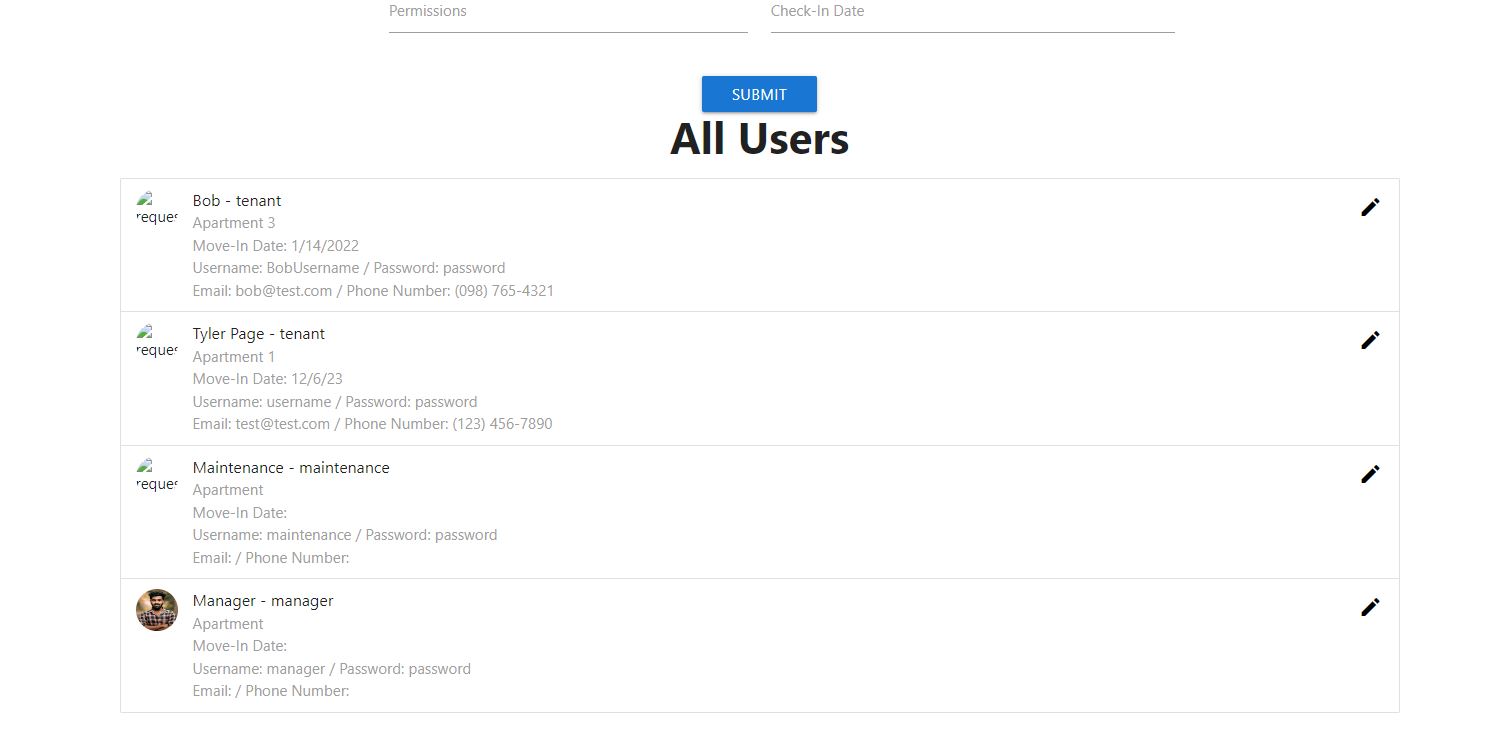 Permissions
Check-In Date
SUBMIT
All Users
Bob - tenant
Apartment 3
Move-In Date: 1/14/2022
Username: BobUsername / Password: password
Email: bob@test.com / Phone Number: (098) 765-4321
Tyler Page - tenant
Apartment 1
Move-In Date: 12/6/23
Username: username / Password: password
Email: test@test.com / Phone Number: (123) 456-7890
Maintenance - maintenance
Apartment
Move-In Date:
Username: maintenance / Password: password
Email: / Phone Number:
Manager - manager
Apartment
Move-In Date:
Username: manager / Password: password
Email: / Phone Number: